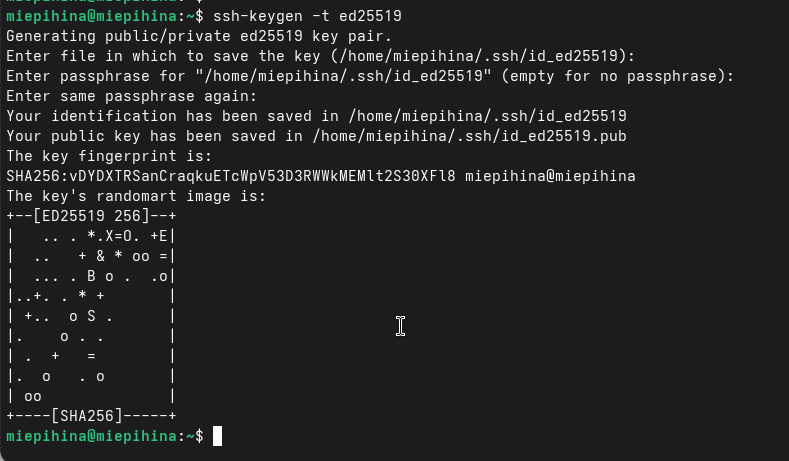 miepihina@miepihina:~$ ssh-keygen -t ed25519
Generating public/private ed25519 key pair.
Enter file in which to save the key (/home/miepihina/.ssh/id_ed25519):
Enter passphrase for "/home/miepihina/.ssh/id_ed25519" (empty for no passphrase):
Enter same passphrase again:
Your identification has been saved in /home/miepihina/.ssh/id_ed25519
Your public key has been saved in /home/miepihina/.ssh/id_ed25519.pub
The key fingerprint is:
SHA256:vDYDXTRSanCraqkuETcWpV53D3RWWkMEMlt2S30XFl8 miepihina@miepihina
The key's randomart image is:
+--[ED25519 256]--+
|   .. . *.X=O. +E|
|  ..   + & * oo =|
|  ... . B o .  .o|
|..+. . * +       |
| +..  o S .      |
|.    o . .       |
| .  +   =        |
|.  o   . o       |
| oo              |
+----[SHA256]-----+
miepihina@miepihina:~$